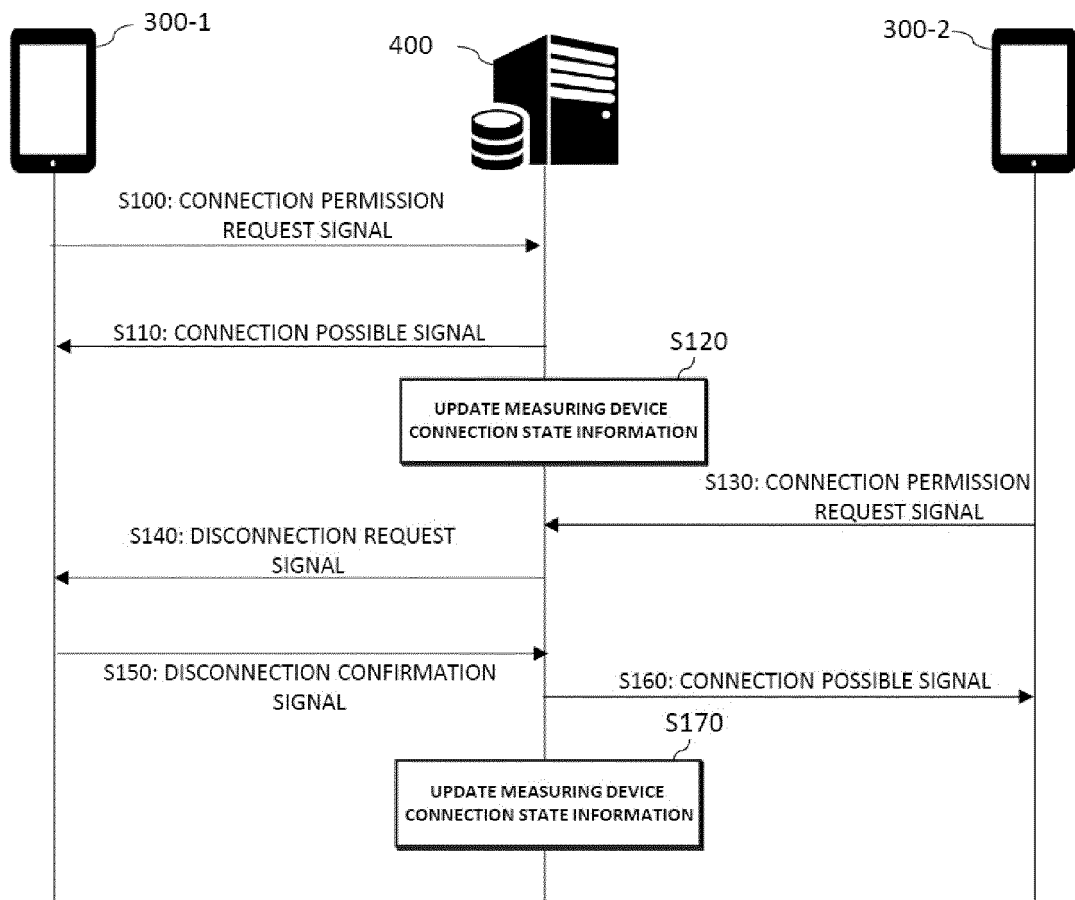 300-1
400
300-2
S100: CONNECTION PERMISSION
REQUEST SIGNAL
S110: CONNECTION POSSIBLE SIGNAL
S120
UPDATE MEASURING DEVICE
CONNECTION STATE INFORMATION
S130: CONNECTION PERMISSION
REQUEST SIGNAL
S140: DISCONNECTION REQUEST
SIGNAL
S150: DISCONNECTION CONFIRMATION
SIGNAL
S160: CONNECTION POSSIBLE SIGNAL
S170
UPDATE MEASURING DEVICE
CONNECTION STATE INFORMATION